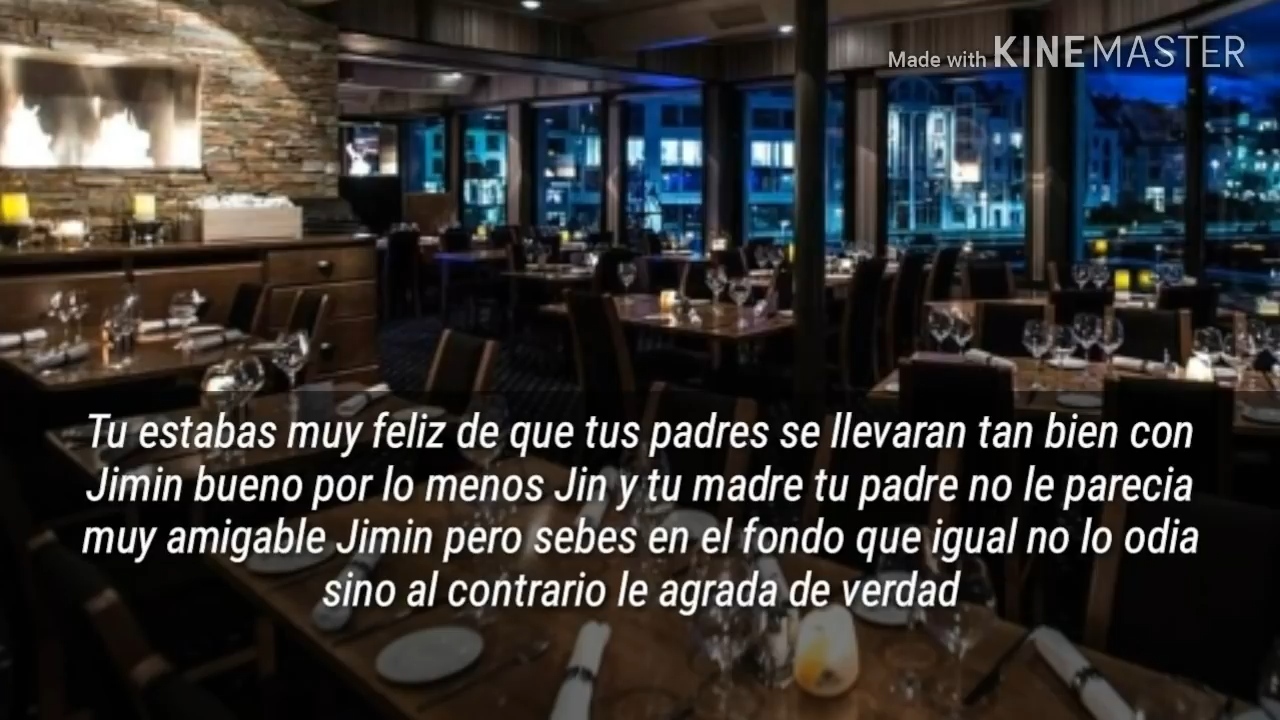 Made with KINEMASTER
Tu estabas muy feliz de que tus padres se llevaran tan bien con
Jimin bueno por lo menos Jin y tu madre tu padre no le parecia
muy amigable Jimin pero sebes en el fondo que igual no lo odia
sino al contrario le agrada de verdad